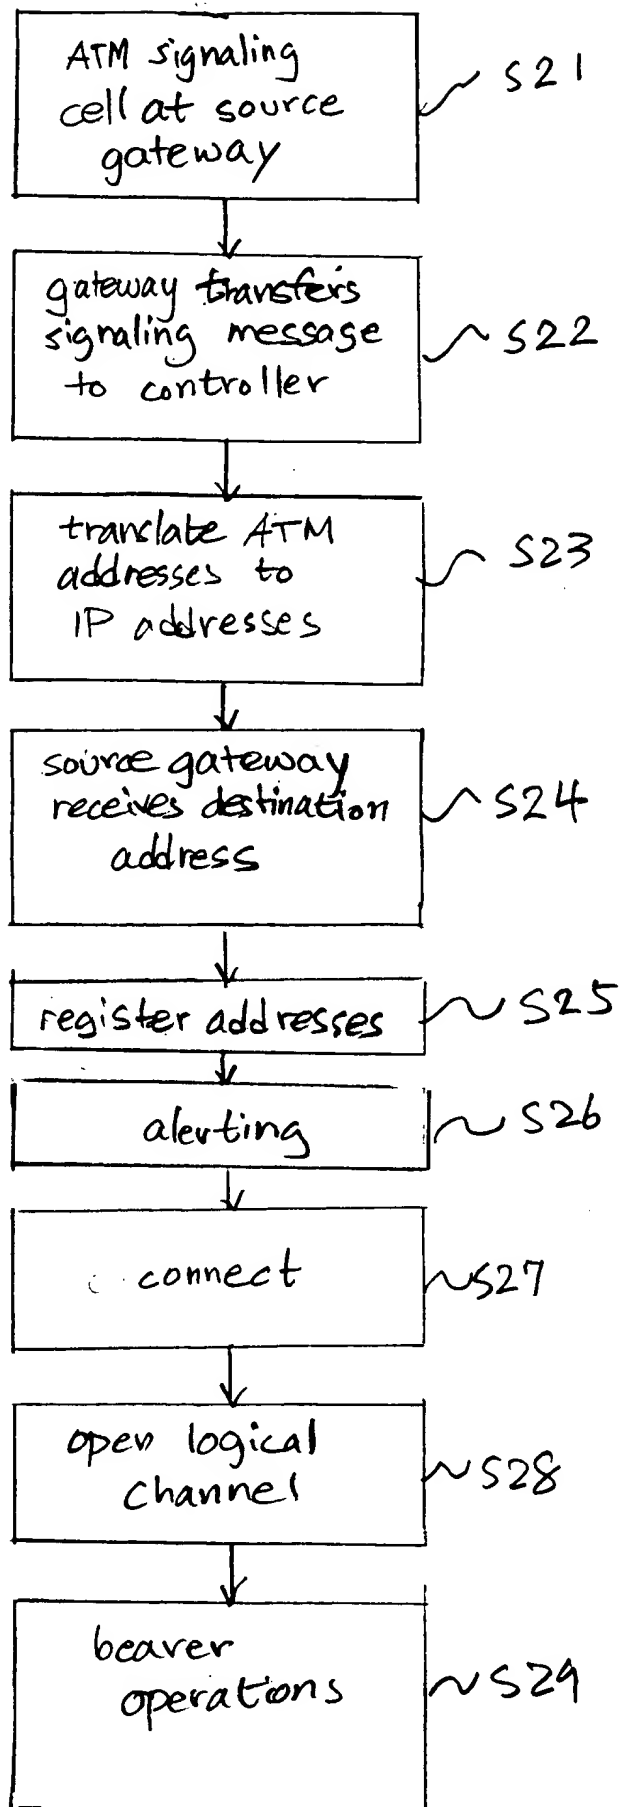 ATM signaling
cell at source
gateway
S21
gateway transfers
signaling message
to controller
S22
translate ATM
addresses to
IP addresses
S23
source gateway
receives destination
address
S24
register addresses
S25
alerting
S26
connect
S27
open logical
channel
S28
bearer
operations
S29